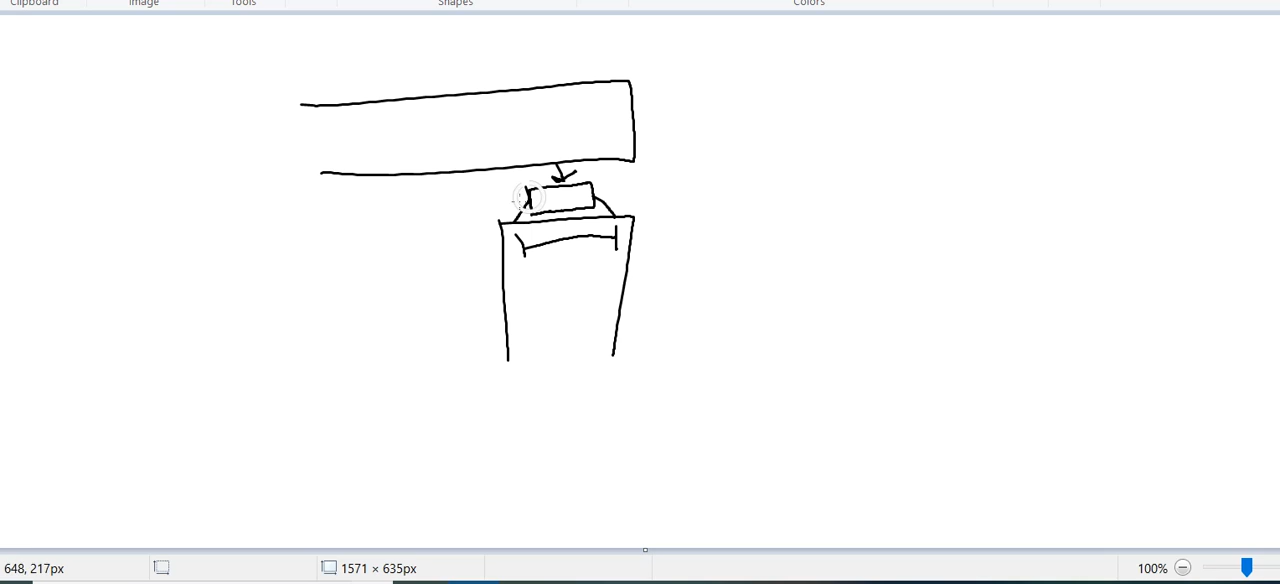 Clipboard
Image
Tools
Shapes
Colors
648, 217px
1571 × 635px
100%